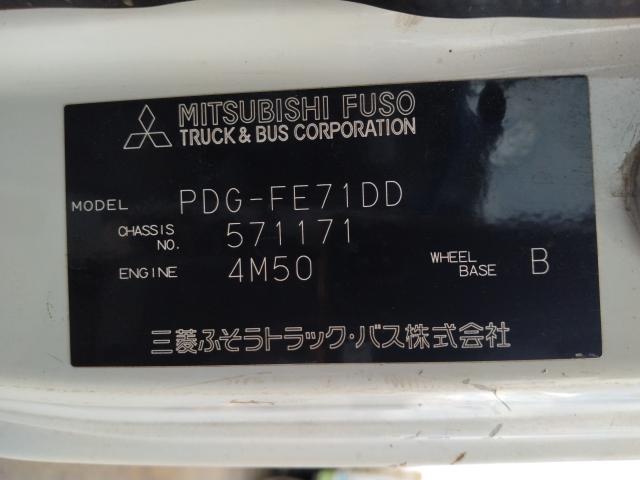 MITSUBISHI FUSO
TRUCK & BUS CORPORATION
MODEL PDG-FE71DD
CHASSIS NO. 571171
ENGINE 4M50 WHEEL BASE B
三菱ふそうトラック・バス株式会社